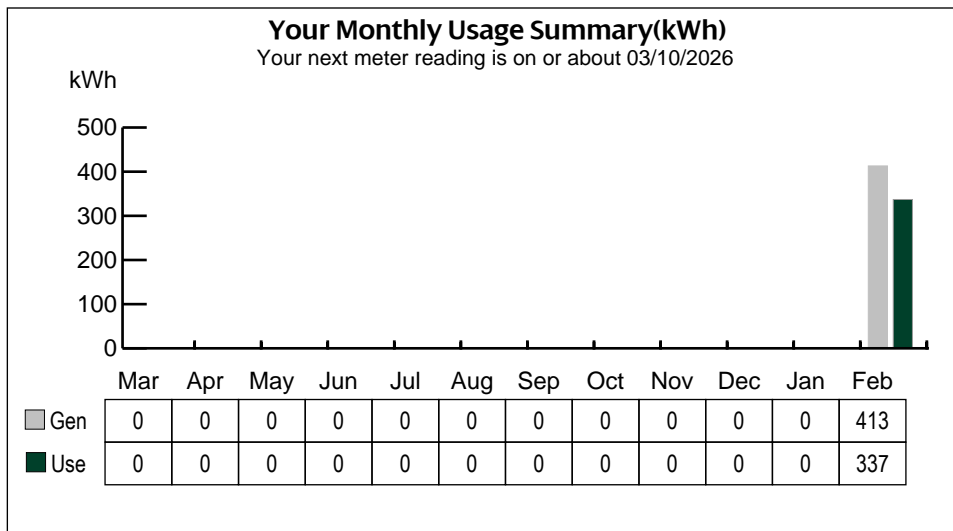 Your Monthly Usage Summary(kWh)
Your next meter reading is on or about 03/10/2026
kWh
500
400
300
200
100
0
Mar Apr May Jun Jul Aug Sep Oct Nov Dec Jan Feb
Gen 0 0 0 0 0 0 0 0 0 0 0 413
Use 0 0 0 0 0 0 0 0 0 0 0 337